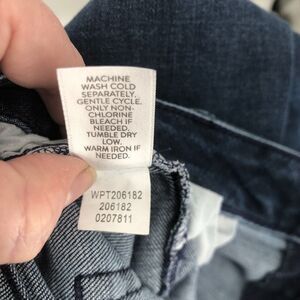 MACHINE
WASH COLD
SEPARATELY.
GENTLE CYCLE.
ONLY NON-
CHLORINE
BLEACH IF
NEEDED.
TUMBLE DRY
LOW.
WARM IRON IF
NEEDED.
WPT206182
206182
0207811